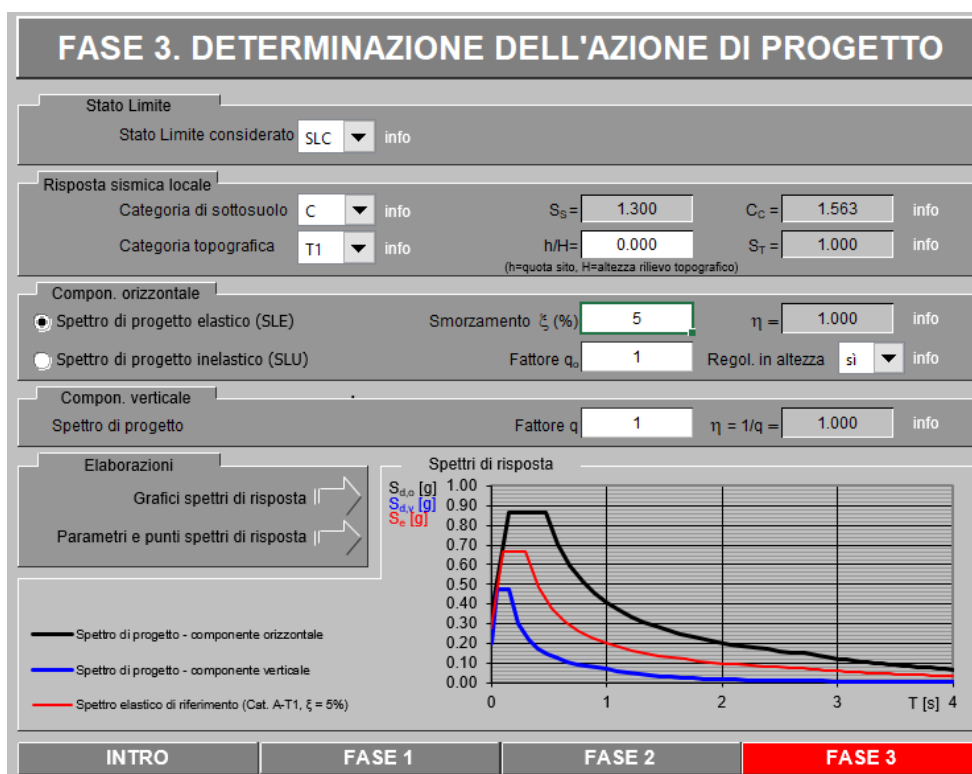 FASE 3. DETERMINAZIONE DELL'AZIONE DI PROGETTO
Stato Limite
Stato Limite considerato SLC info
Risposta sismica locale
Categoria di sottosuolo C info SS = 1.300 CC = 1.563 info
Categoria topografica T1 info h/H= 0.000 ST = 1.000 info
(h=quota sito, H=altezza rilievo topografico)
Compon. orizzontale
Spettro di progetto elastico (SLE) Smorzamento ξ (%) 5 η = 1.000 info
Spettro di progetto inelastico (SLU) Fattore qo 1 Regol. in altezza sì info
Compon. verticale
Spettro di progetto Fattore q 1 η = 1/q = 1.000 info
Elaborazioni
Grafici spettri di risposta
Parametri e punti spettri di risposta
Spettri di risposta
Sd,o [g]
Sd,v [g]
Se [g]
1.00
0.90
0.80
0.70
0.60
0.50
0.40
0.30
0.20
0.10
0.00
0 1 2 3 T [s] 4
Spettro di progetto - componente orizzontale
Spettro di progetto - componente verticale
Spettro elastico di riferimento (Cat. A-T1, ξ = 5%)
INTRO FASE 1 FASE 2 FASE 3